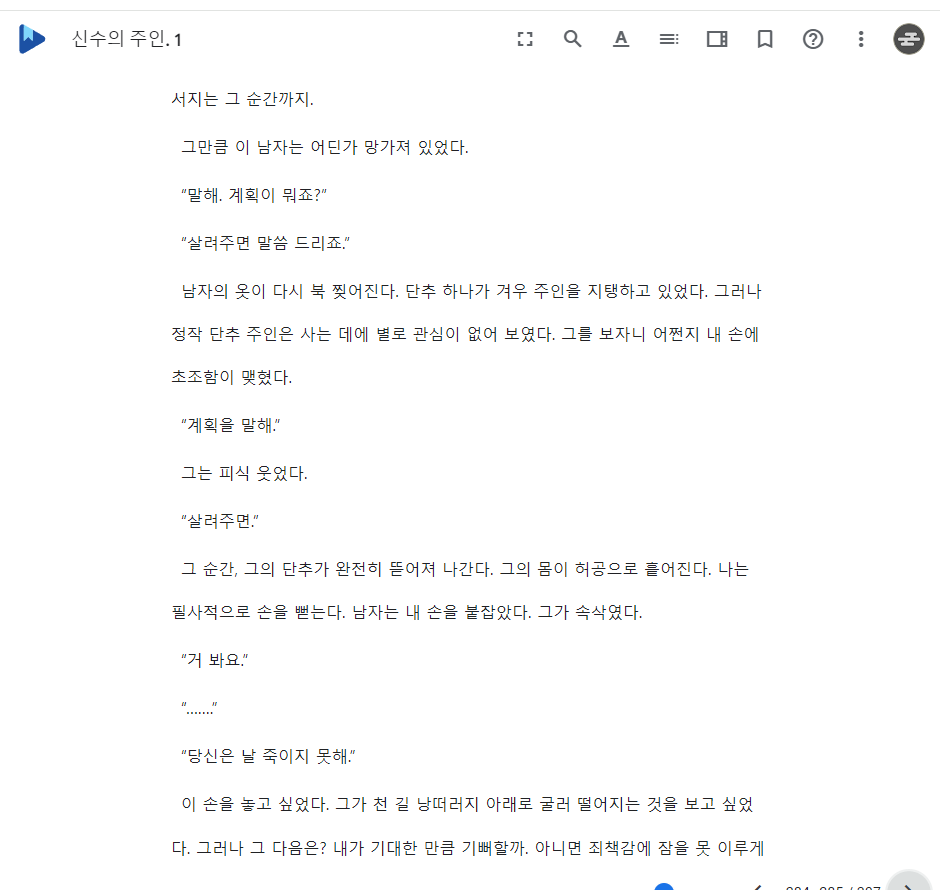 신수의 주인. 1
서지는 그 순간까지.
그만큼 이 남자는 어딘가 망가져 있었다.
"말해. 계획이 뭐죠?"
"살려주면 말씀 드리죠."
남자의 옷이 다시 북 찢어진다. 단추 하나가 겨우 주인을 지탱하고 있었다. 그러나
정작 단추 주인은 사는 데에 별로 관심이 없어 보였다. 그를 보자니 어쩐지 내 손에
초조함이 맺혔다.
"계획을 말해."
그는 피식 웃었다.
"살려주면."
그 순간, 그의 단추가 완전히 뜯어져 나간다. 그의 몸이 허공으로 흩어진다. 나는
필사적으로 손을 뻗는다. 남자는 내 손을 붙잡았다. 그가 속삭였다.
"거 봐요."
"......."
"당신은 날 죽이지 못해."
이 손을 놓고 싶었다. 그가 천 길 낭떠러지 아래로 굴러 떨어지는 것을 보고 싶었
다. 그러나 그 다음은? 내가 기대한 만큼 기뻐할까. 아니면 죄책감에 잠을 못 이루게